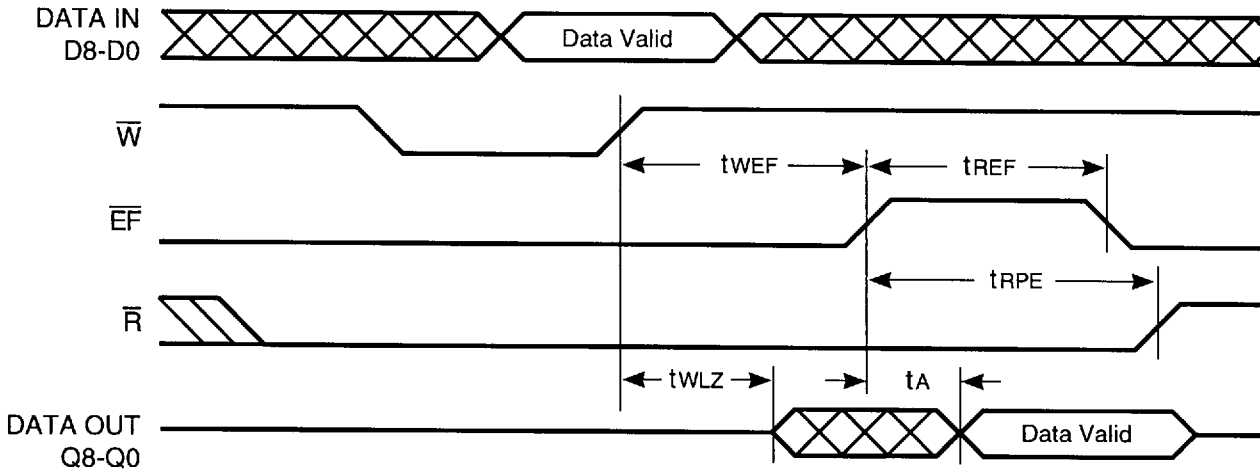 DATA IN
D8-D0
Data Valid
W
tWEF
tREF
EF
tRPE
R
tWLZ
tA
DATA OUT
Q8-Q0
Data Valid